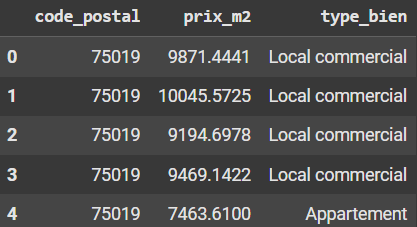 code_postal prix_m2 type_bien
0 75019 9871.4441 Local commercial
1 75019 10045.5725 Local commercial
2 75019 9194.6978 Local commercial
3 75019 9469.1422 Local commercial
4 75019 7463.6100 Appartement